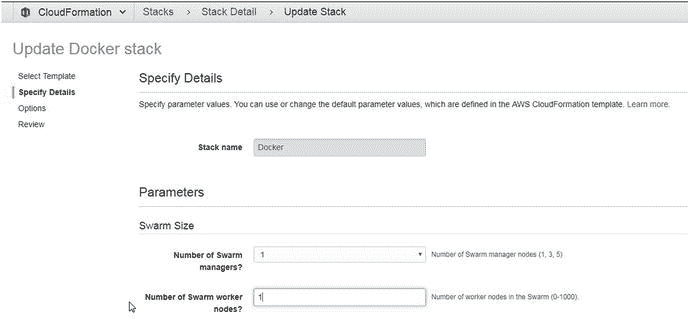 CloudFormation Stacks > Stack Detail > Update Stack
Update Docker stack
Select Template
Specify Details
Options
Review
Specify Details
Specify parameter values. You can use or change the default parameter values, which are defined in the AWS CloudFormation template. Learn more.
Stack name Docker
Parameters
Swarm Size
Number of Swarm
managers?
1
Number of Swarm manager nodes (1, 3, 5)
Number of Swarm worker
nodes?
1
Number of worker nodes in the Swarm (0-1000).